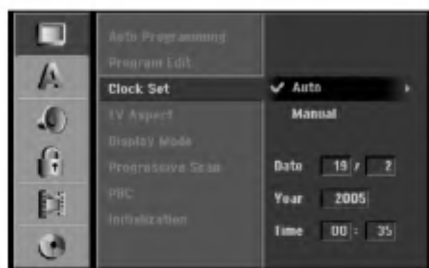 Auto Programming
Program Edit
Clock Set
TV Aspect
Display Mode
Progressive Scan
PBC
Initialization
✔ Auto
Manual
Date 19 / 2
Year 2005
Time 00 : 35